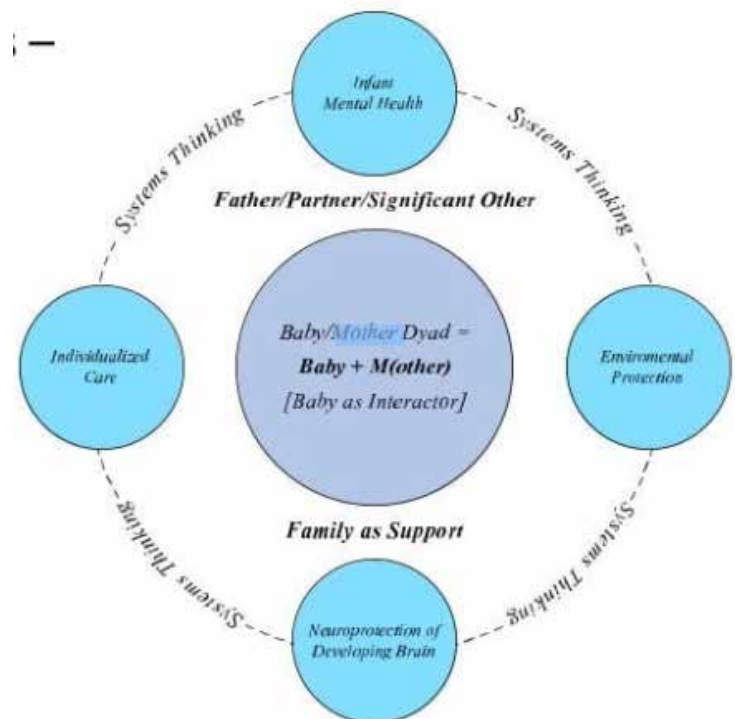 –
Infant
Mental Health
Systems Thinking
Systems Thinking
Father/Partner/Significant Other
Individualized
Care
Baby/Mother Dyad =
Baby + M(other)
[Baby as Interactor]
Enviromental
Protection
Family as Support
Systems Thinking
Systems Thinking
Neuroprotection of
Developing Brain